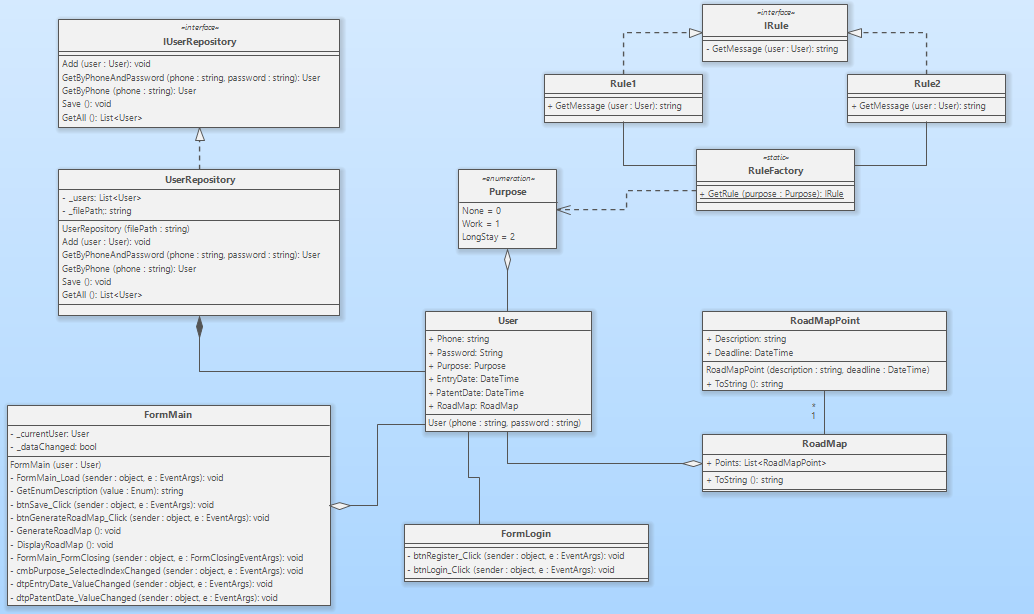 «interface»
IUserRepository
Add (user : User): void
GetByPhoneAndPassword (phone : string, password : string): User
GetByPhone (phone : string): User
Save (): void
GetAll (): List<User>
«interface»
IRule
- GetMessage (user : User): string
Rule1
+ GetMessage (user : User): string
Rule2
+ GetMessage (user : User): string
«static»
RuleFactory
+ GetRule (purpose : Purpose): IRule
UserRepository
- _users: List<User>
- _filePath;: string
UserRepository (filePath : string)
Add (user : User): void
GetByPhoneAndPassword (phone : string, password : string): User
GetByPhone (phone : string): User
Save (): void
GetAll (): List<User>
«enumeration»
Purpose
None = 0
Work = 1
LongStay = 2
User
+ Phone: string
+ Password: String
+ Purpose: Purpose
+ EntryDate: DateTime
+ PatentDate: DateTime
+ RoadMap: RoadMap
User (phone : string, password : string)
RoadMapPoint
+ Description: string
+ Deadline: DateTime
RoadMapPoint (description : string, deadline : DateTime)
+ ToString (): string
*
1
RoadMap
+ Points: List<RoadMapPoint>
+ ToString (): string
FormMain
- _currentUser: User
- _dataChanged: bool
FormMain (user : User)
- FormMain_Load (sender : object, e : EventArgs): void
- GetEnumDescription (value : Enum): string
- btnSave_Click (sender : object, e : EventArgs): void
- btnGenerateRoadMap_Click (sender : object, e : EventArgs): void
- GenerateRoadMap (): void
- DisplayRoadMap (): void
- FormMain_FormClosing (sender : object, e : FormClosingEventArgs): void
- cmbPurpose_SelectedIndexChanged (sender : object, e : EventArgs): void
- dtpEntryDate_ValueChanged (sender : object, e : EventArgs): void
- dtpPatentDate_ValueChanged (sender : object, e : EventArgs): void
FormLogin
- btnRegister_Click (sender : object, e : EventArgs): void
- btnLogin_Click (sender : object, e : EventArgs): void